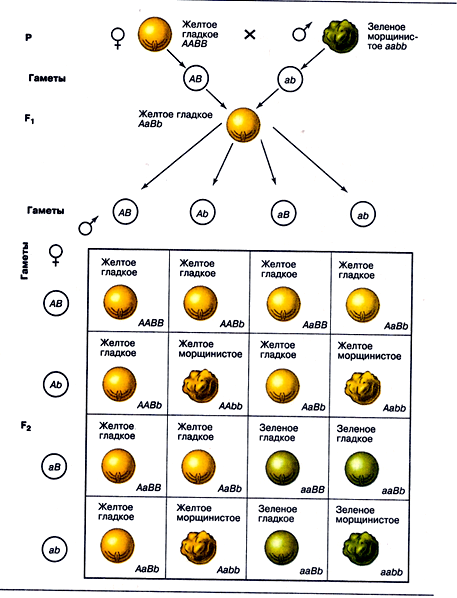 P
♀
Желтое
гладкое
AABB
×
♂
Зеленое
морщинис-
тое aabb
Гаметы
AB
ab
F1
Желтое гладкое
AaBb
Гаметы
♂
AB
Ab
aB
ab
Гаметы
♀
Желтое
гладкое
AABB
Желтое
гладкое
AABb
Желтое
гладкое
AaBB
Желтое
гладкое
AaBb
AB
Желтое
гладкое
AABb
Желтое
морщинистое
AAbb
Желтое
гладкое
AaBb
Желтое
морщинистое
Aabb
Ab
F2
Желтое
гладкое
AaBB
Желтое
гладкое
AaBb
Зеленое
гладкое
aaBB
Зеленое
гладкое
aaBb
aB
Желтое
гладкое
AaBb
Желтое
морщинистое
Aabb
Зеленое
гладкое
aaBb
Зеленое
морщинистое
aabb
ab